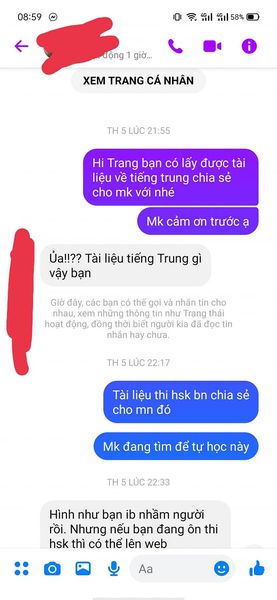 08:59
58%
động 1 giờ...
XEM TRANG CÁ NHÂN
TH 5 LÚC 21:55
Hi Trang bạn có lấy được tài
liệu về tiếng trung chia sẻ
cho mk với nhé
Mk cảm ơn trước ạ
Ủa!!?? Tài liệu tiếng Trung gì
vậy bạn
Giờ đây, các bạn có thể gọi và nhắn tin cho
nhau, xem những thông tin như Trạng thái
hoạt động, đồng thời biết người kia đã đọc tin
nhắn hay chưa.
TH 5 LÚC 22:17
Tài liệu thi hsk bn chia sẻ
cho mn đó
Mk đang tìm để tự học này
TH 5 LÚC 22:33
Hình như bạn ib nhầm người
rồi. Nhưng nếu bạn đang ôn thi
hsk thì có thể lên web
Aa